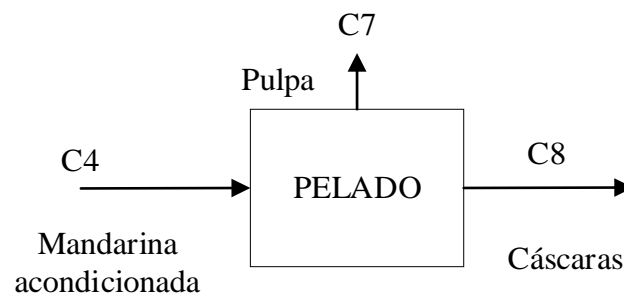 C7
Pulpa
C4
PELADO
C8
Mandarina
acondicionada
Cáscaras